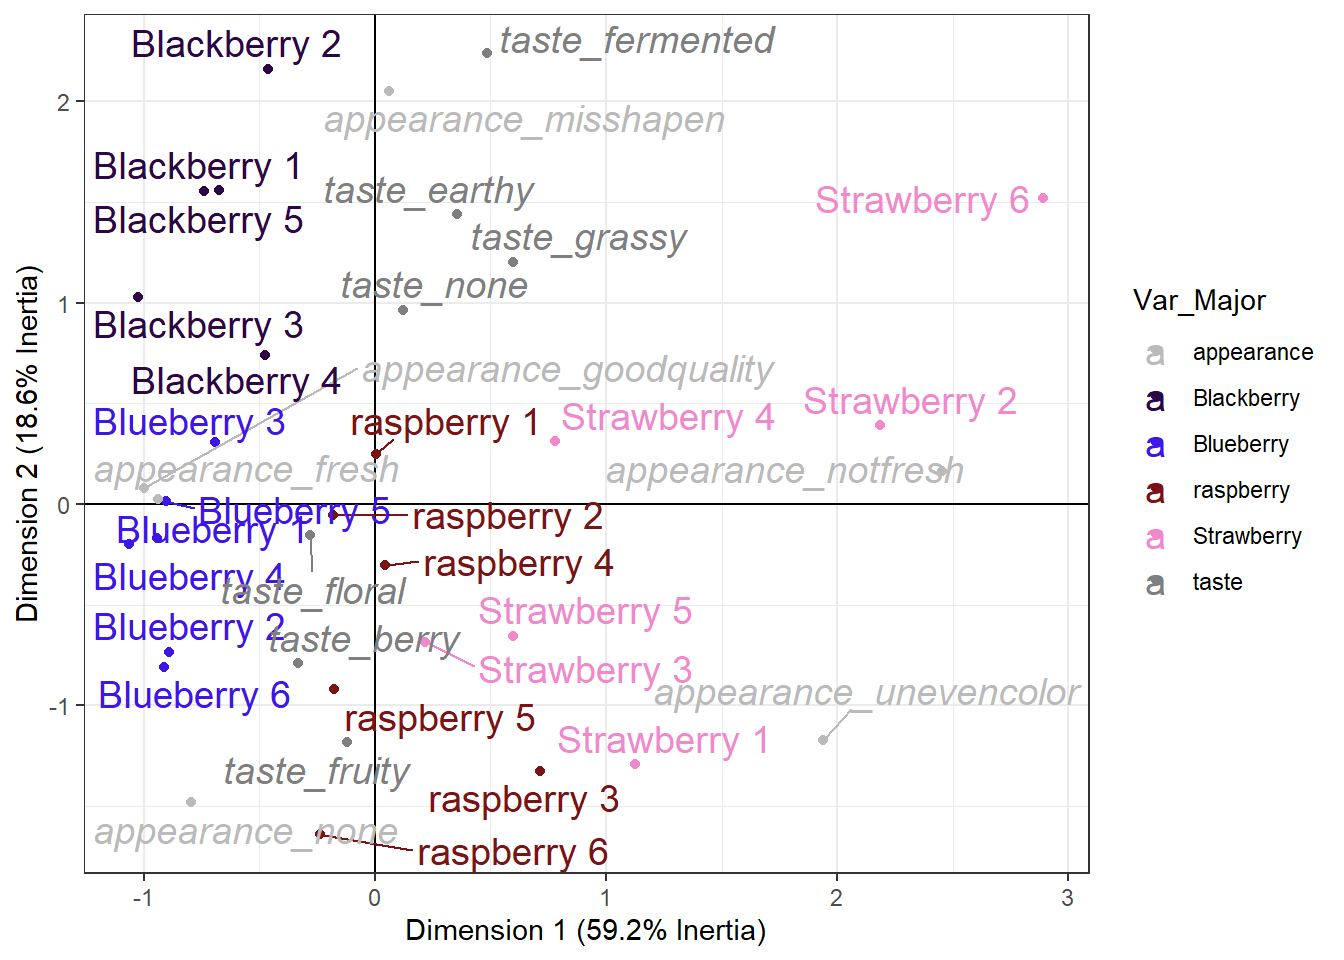 Blackberry 2
taste_fermented
appearance_misshapen
Blackberry 1
taste_earthy
Strawberry 6
Blackberry 5
taste_grassy
taste_none
Blackberry 3
Blackberry 4
appearance_goodquality
Strawberry 2
Blueberry 3
raspberry 1
Strawberry 4
appearance_fresh
appearance_notfresh
Blueberry 5
raspberry 2
Blueberry 1
raspberry 4
Blueberry 4
taste_floral
Strawberry 5
Blueberry 2
taste_berry
Strawberry 3
Blueberry 6
appearance_unevencolor
raspberry 5
Strawberry 1
taste_fruity
raspberry 3
appearance_none
raspberry 6
2
1
0
-1
-1
0
1
2
3
Dimension 1 (59.2% Inertia)
Dimension 2 (18.6% Inertia)
Var_Major
a appearance
a Blackberry
a Blueberry
a raspberry
a Strawberry
a taste